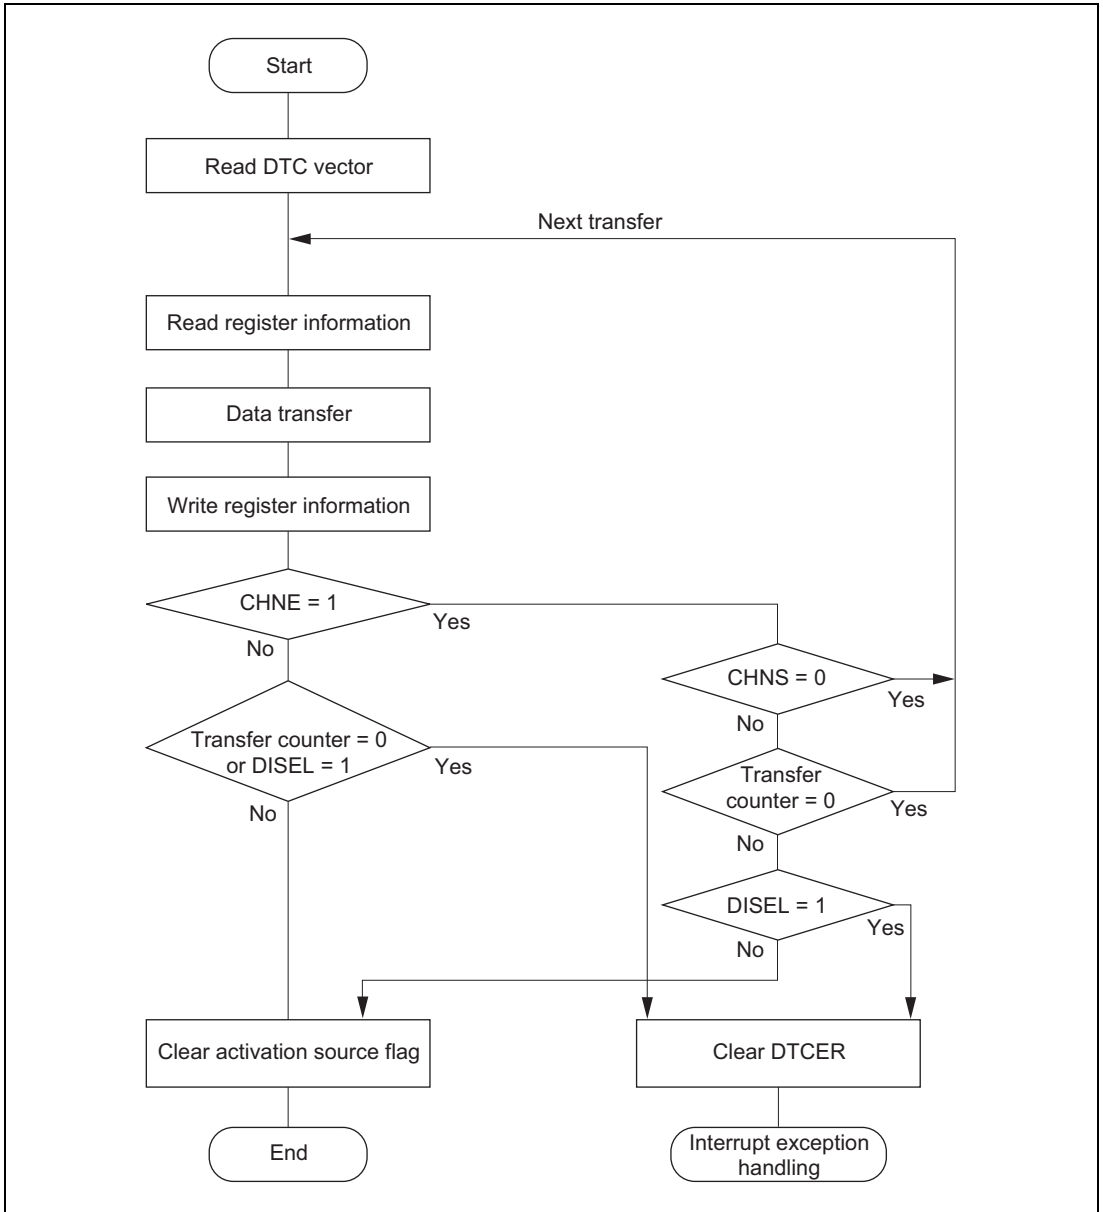 Start
Read DTC vector
Next transfer
Read register information
Data transfer
Write register information
CHNE = 1
Yes
No
CHNS = 0
Yes
No
Transfer counter = 0
or DISEL = 1
Yes
No
Transfer
counter = 0
Yes
No
DISEL = 1
Yes
No
Clear activation source flag
Clear DTCER
End
Interrupt exception
handling